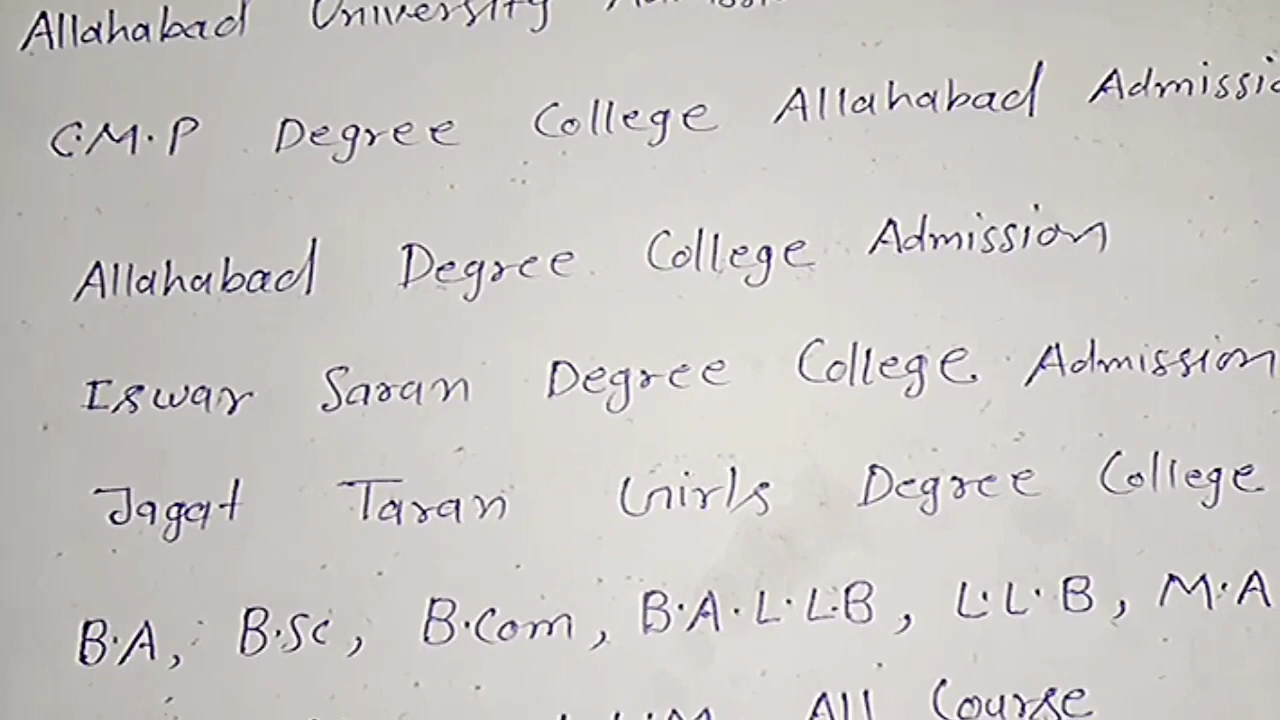 Allahabad University
C.M.P Degree College Allahabad Admissio
Allahabad Degree College Admission
Iswar Saran Degree College Admission
Jagat Taran Girls Degree College
B.A, B.Sc, B.Com, B.A.L.L.B, L.L.B, M.A
All Course